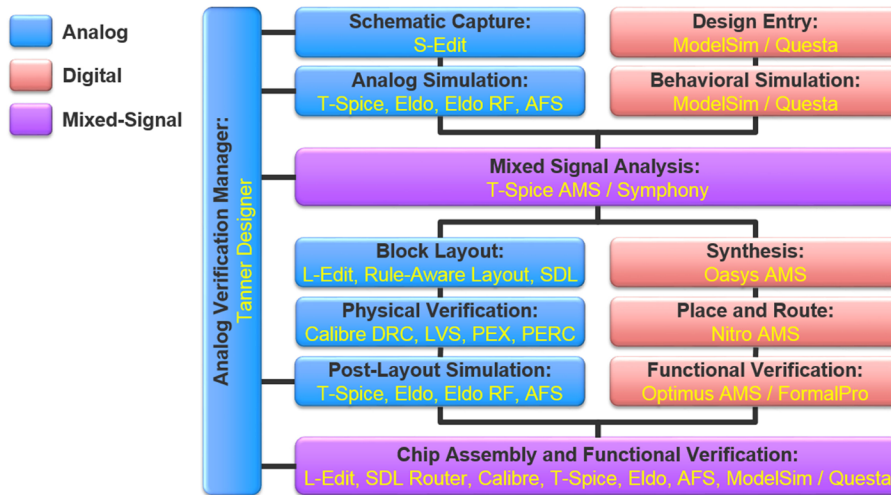 Analog
Digital
Mixed-Signal
Analog Verification Manager:
Tanner Designer
Schematic Capture:
S-Edit
Design Entry:
ModelSim / Questa
Analog Simulation:
T-Spice, Eldo, Eldo RF, AFS
Behavioral Simulation:
ModelSim / Questa
Mixed Signal Analysis:
T-Spice AMS / Symphony
Block Layout:
L-Edit, Rule-Aware Layout, SDL
Synthesis:
Oasys AMS
Physical Verification:
Calibre DRC, LVS, PEX, PERC
Place and Route:
Nitro AMS
Post-Layout Simulation:
T-Spice, Eldo, Eldo RF, AFS
Functional Verification:
Optimus AMS / FormalPro
Chip Assembly and Functional Verification:
L-Edit, SDL Router, Calibre, T-Spice, Eldo, AFS, ModelSim / Questa